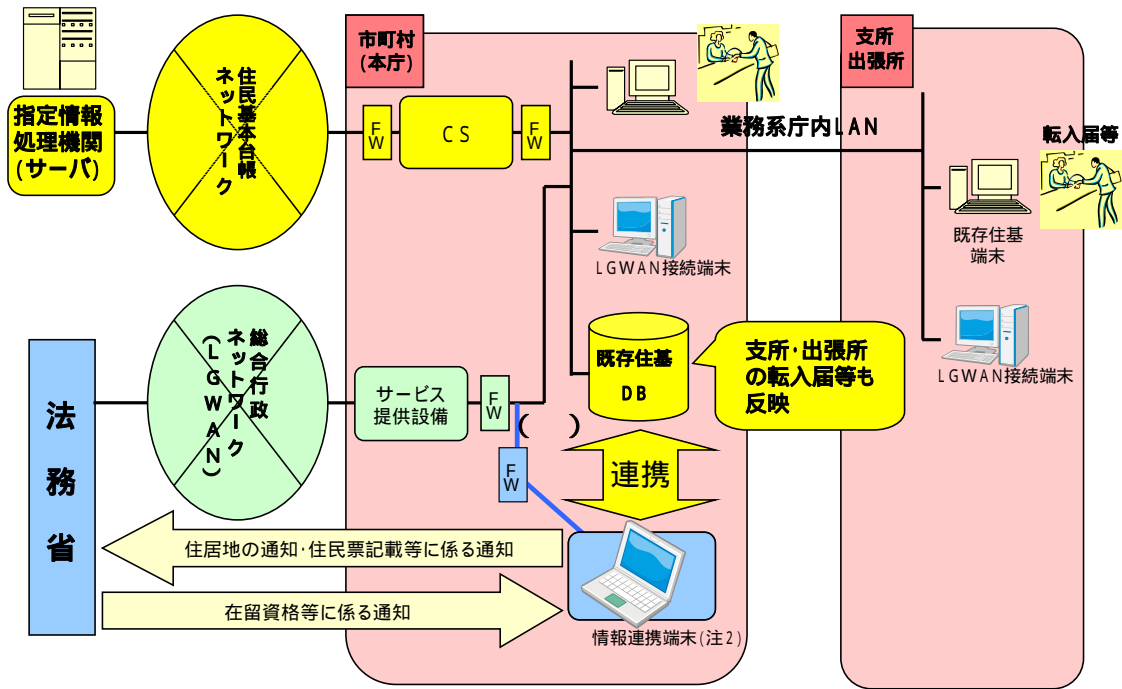 指定情報
処理機関
(サーバ)
住民基本台帳
ネットワーク
市町村
(本庁)
FW
CS
FW
業務系庁内LAN
支所
出張所
転入届等
既存住基
端末
LGWAN接続端末
LGWAN接続端末
既存住基
DB
支所・出張所
の転入届等も
反映
法務省
総合行政
ネットワーク
(LGWAN)
サービス
提供設備
FW
( )
FW
連携
住居地の通知・住民票記載等に係る通知
在留資格等に係る通知
情報連携端末(注2)